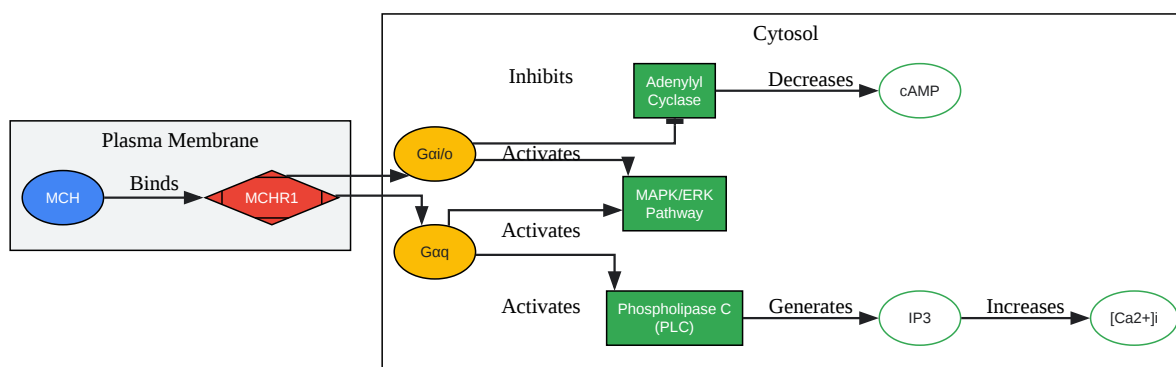 Cytosol
Inhibits
Adenylyl
Cyclase
Decreases
cAMP
Plasma Membrane
MCH
Binds
MCHR1
Gαi/o
Activates
MAPK/ERK
Pathway
Activates
Gαq
Activates
Phospholipase C
(PLC)
Generates
IP3
Increases
[Ca2+]i